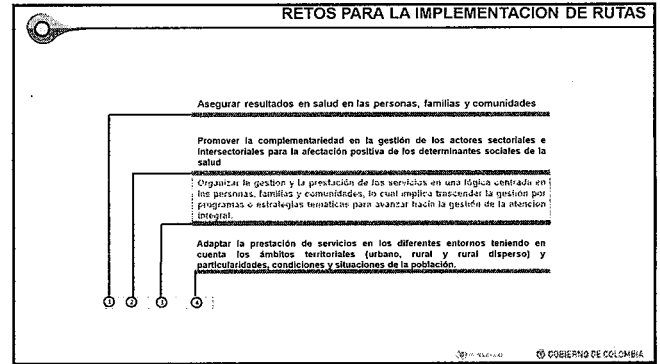 RETOS PARA LA IMPLEMENTACION DE RUTAS
Asegurar resultados en salud en las personas, familias y comunidades
Promover la complementariedad en la gestión de los actores sectoriales e
intersectoriales para la afectación positiva de los determinantes sociales de la
salud
Organizar la gestion y la prestación de los servicios en una lógica centrada en
las personas, familias y comunidades, lo cual implica trascender la gestión por
programas o estrategias temáticas para avanzar hacia la gestión de la atencion
integral.
Adaptar la prestación de servicios en los diferentes entornos teniendo en
cuenta los ámbitos territoriales (urbano, rural y rural disperso) y
particularidades, condiciones y situaciones de la población.
1 2 3 4
GOBIERNO DE COLOMBIA